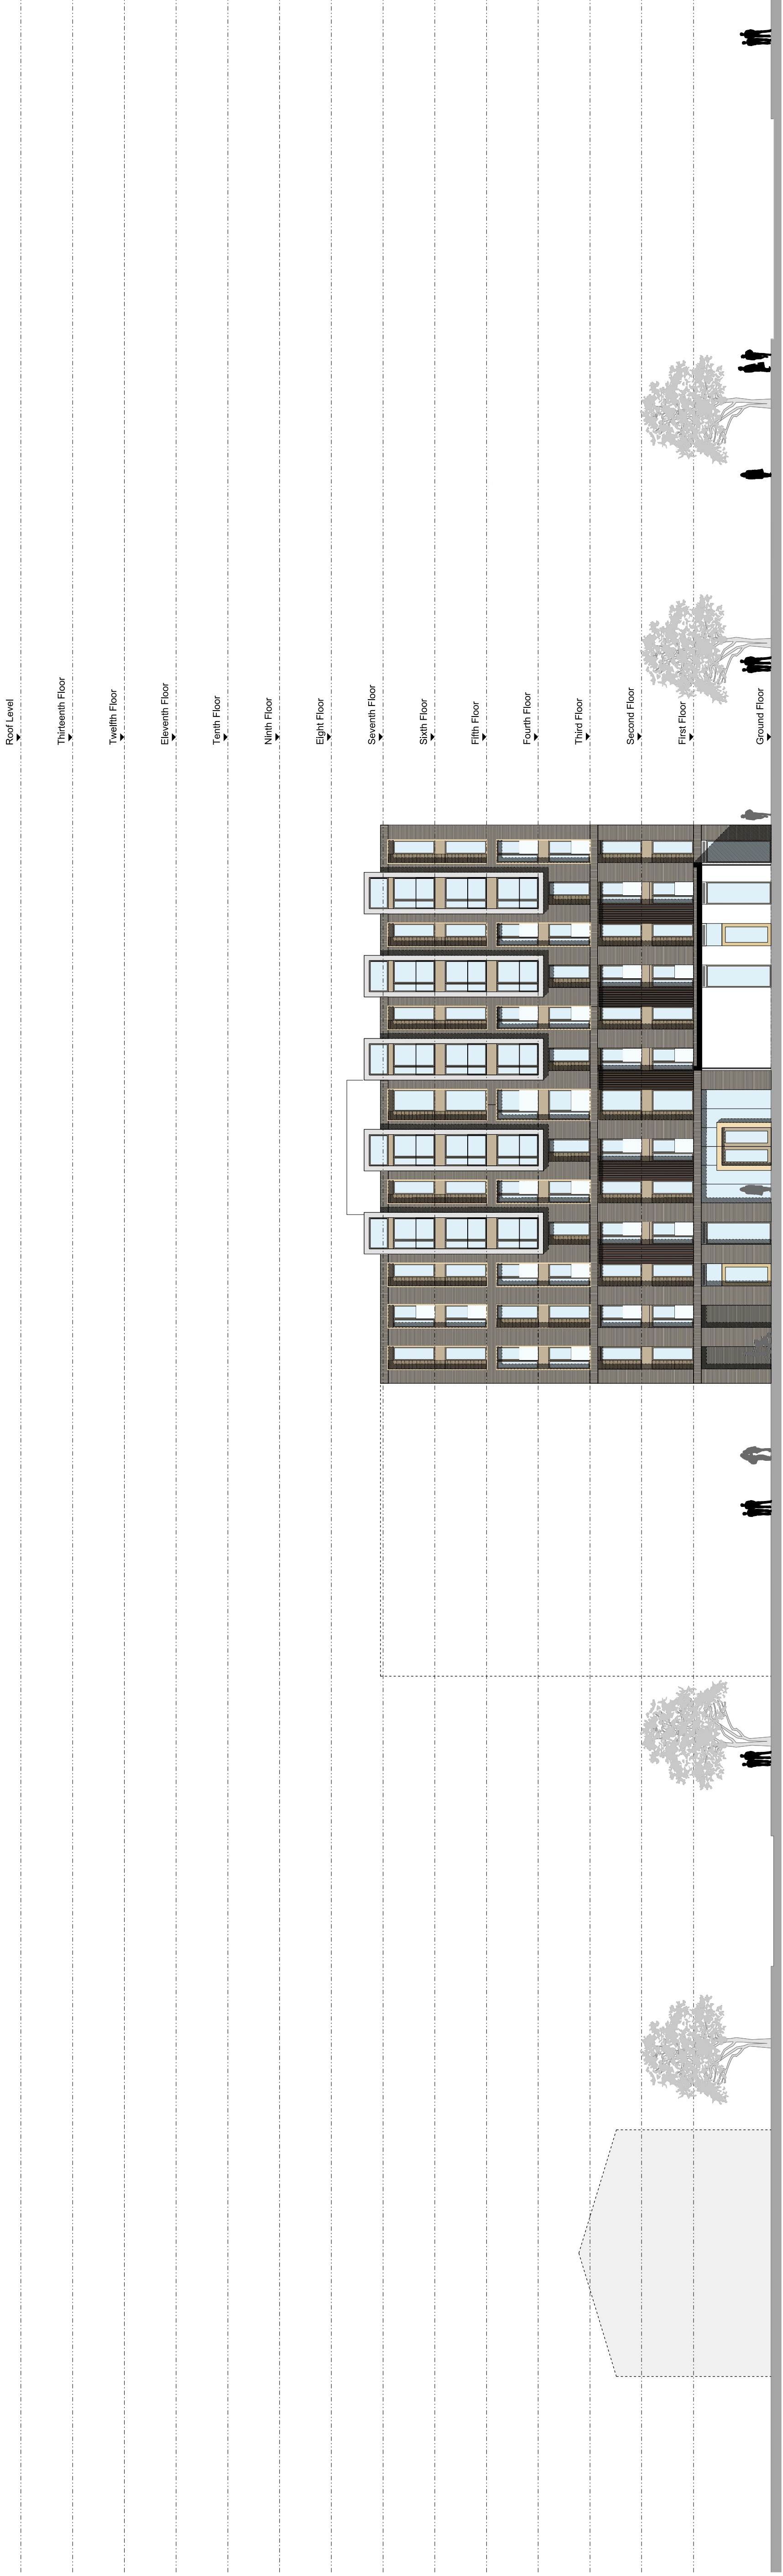 Roof Level
Thirteenth Floor
Twelfth Floor
Eleventh Floor
Tenth Floor
Ninth Floor
Eight Floor
Seventh Floor
Sixth Floor
Fifth Floor
Fourth Floor
Third Floor
Second Floor
First Floor
Ground Floor